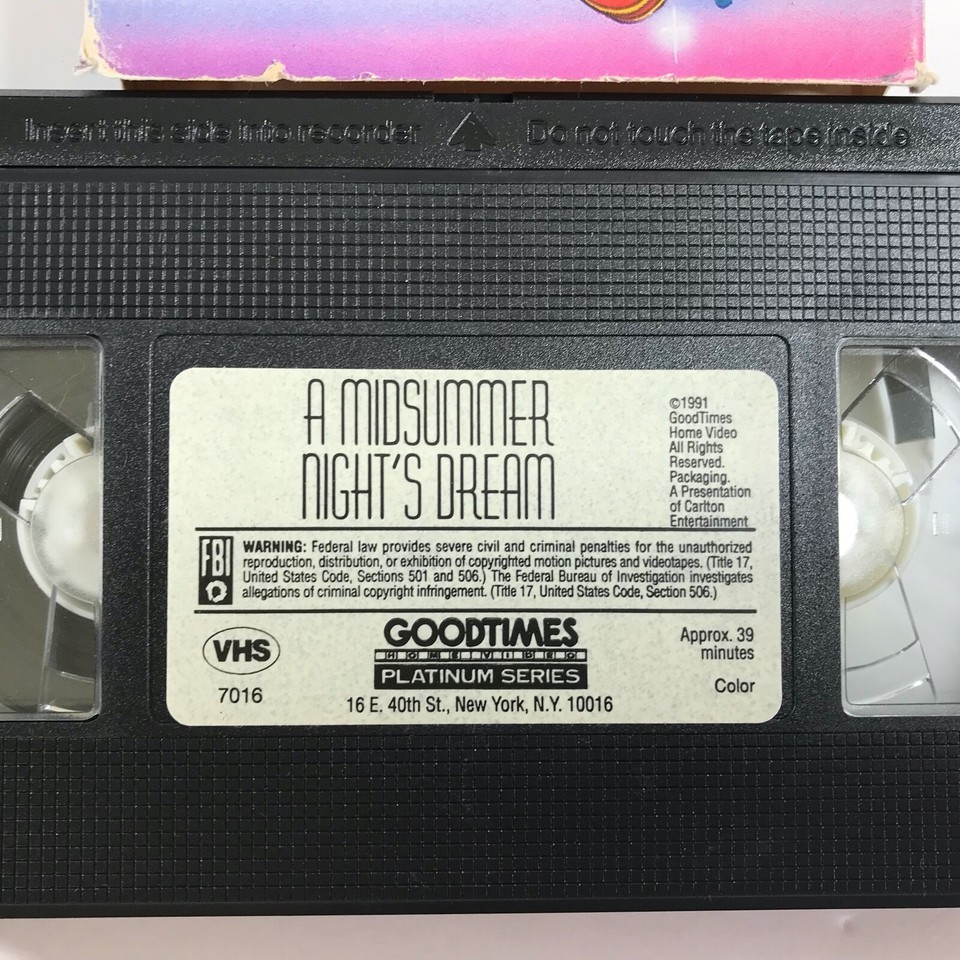 Insert this side into recorder Do not touch the tape inside
A MIDSUMMER
NIGHT'S DREAM
©1991
GoodTimes
Home Video
All Rights
Reserved.
Packaging.
A Presentation
of Carlton
Entertainment
FBI
WARNING: Federal law provides severe civil and criminal penalties for the unauthorized
reproduction, distribution, or exhibition of copyrighted motion pictures and videotapes. (Title 17,
United States Code, Sections 501 and 506.) The Federal Bureau of Investigation investigates
allegations of criminal copyright infringement. (Title 17, United States Code, Section 506.)
VHS
7016
GOODTIMES
HOME VIDEO
PLATINUM SERIES
16 E. 40th St., New York, N.Y. 10016
Approx. 39
minutes
Color